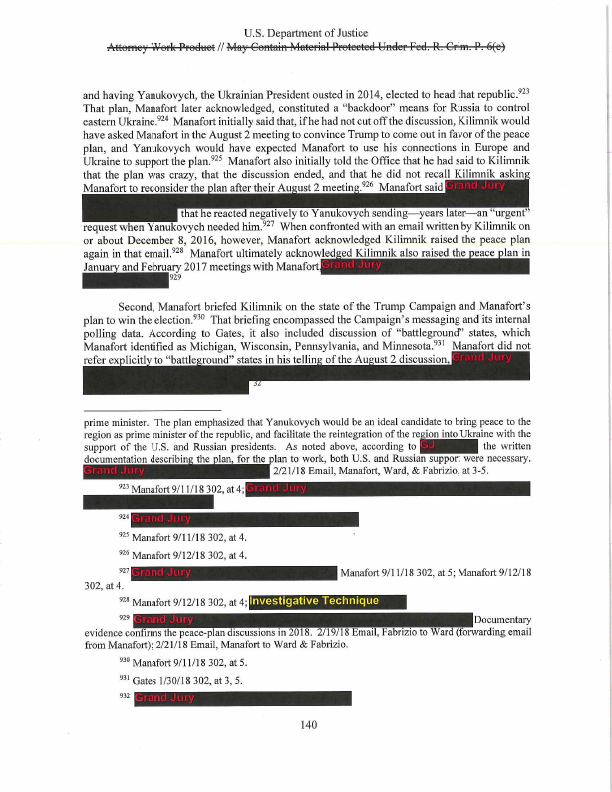 U.S. Department of Justice
Attorney Work Product // May Contain Material Protected Under Fed. R. Crim. P. 6(e)
and having Yanukovych, the Ukrainian President ousted in 2014, elected to head that republic.923
That plan, Manafort later acknowledged, constituted a “backdoor” means for Russia to control
eastern Ukraine.924 Manafort initially said that, if he had not cut off the discussion, Kilimnik would
have asked Manafort in the August 2 meeting to convince Trump to come out in favor of the peace
plan, and Yanukovych would have expected Manafort to use his connections in Europe and
Ukraine to support the plan.925 Manafort also initially told the Office that he had said to Kilimnik
that the plan was crazy, that the discussion ended, and that he did not recall Kilimnik asking
Manafort to reconsider the plan after their August 2 meeting.926 Manafort said Grand Jury
that he reacted negatively to Yanukovych sending—years later—an “urgent”
request when Yanukovych needed him.927 When confronted with an email written by Kilimnik on
or about December 8, 2016, however, Manafort acknowledged Kilimnik raised the peace plan
again in that email.928 Manafort ultimately acknowledged Kilimnik also raised the peace plan in
January and February 2017 meetings with Manafort, Grand Jury
929
Second, Manafort briefed Kilimnik on the state of the Trump Campaign and Manafort’s
plan to win the election.930 That briefing encompassed the Campaign’s messaging and its internal
polling data. According to Gates, it also included discussion of “battleground” states, which
Manafort identified as Michigan, Wisconsin, Pennsylvania, and Minnesota.931 Manafort did not
refer explicitly to “battleground” states in his telling of the August 2 discussion, Grand Jury
32
prime minister. The plan emphasized that Yanukovych would be an ideal candidate to bring peace to the
region as prime minister of the republic, and facilitate the reintegration of the region into Ukraine with the
support of the U.S. and Russian presidents. As noted above, according to GJ the written
documentation describing the plan, for the plan to work, both U.S. and Russian support were necessary.
Grand Jury 2/21/18 Email, Manafort, Ward, & Fabrizio, at 3-5.
923 Manafort 9/11/18 302, at 4; Grand Jury
924 Grand Jury
925 Manafort 9/11/18 302, at 4.
926 Manafort 9/12/18 302, at 4.
927 Grand Jury Manafort 9/11/18 302, at 5; Manafort 9/12/18
302, at 4.
928 Manafort 9/12/18 302, at 4; Investigative Technique
929 Grand Jury Documentary
evidence confirms the peace-plan discussions in 2018. 2/19/18 Email, Fabrizio to Ward (forwarding email
from Manafort); 2/21/18 Email, Manafort to Ward & Fabrizio.
930 Manafort 9/11/18 302, at 5.
931 Gates 1/30/18 302, at 3, 5.
932 Grand Jury
140